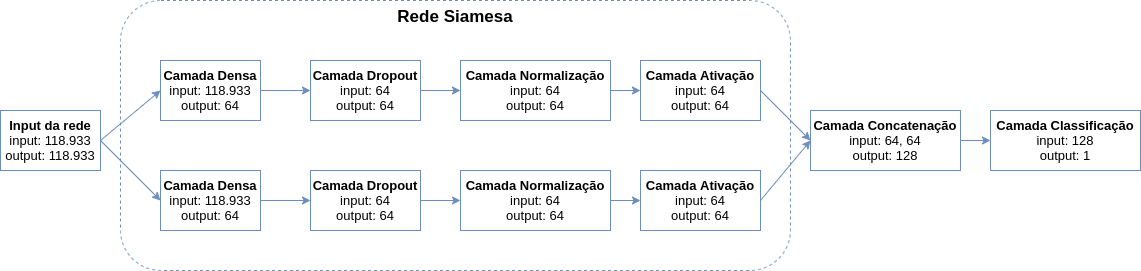 Rede Siamesa
Input da rede
input: 118.933
output: 118.933
Camada Densa
input: 118.933
output: 64
Camada Dropout
input: 64
output: 64
Camada Normalização
input: 64
output: 64
Camada Ativação
input: 64
output: 64
Camada Densa
input: 118.933
output: 64
Camada Dropout
input: 64
output: 64
Camada Normalização
input: 64
output: 64
Camada Ativação
input: 64
output: 64
Camada Concatenação
input: 64, 64
output: 128
Camada Classificação
input: 128
output: 1